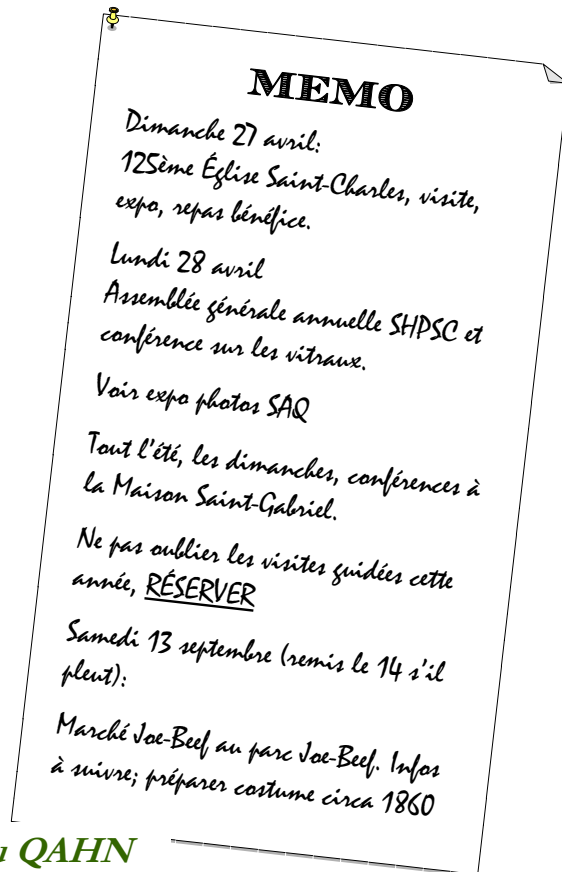 MEMO
Dimanche 27 avril:
125ème Église Saint-Charles, visite,
expo, repas bénéfice.
Lundi 28 avril
Assemblée générale annuelle SHPSC et
conférence sur les vitraux.
Voir expo photos SAQ
Tout l'été, les dimanches, conférences à
la Maison Saint-Gabriel.
Ne pas oublier les visites guidées cette
année, RÉSERVER
Samedi 13 septembre (remis le 14 s'il
pleut):
Marché Joe-Beef au parc Joe-Beef. Infos
à suivre; préparer costume circa 1860
QAHN